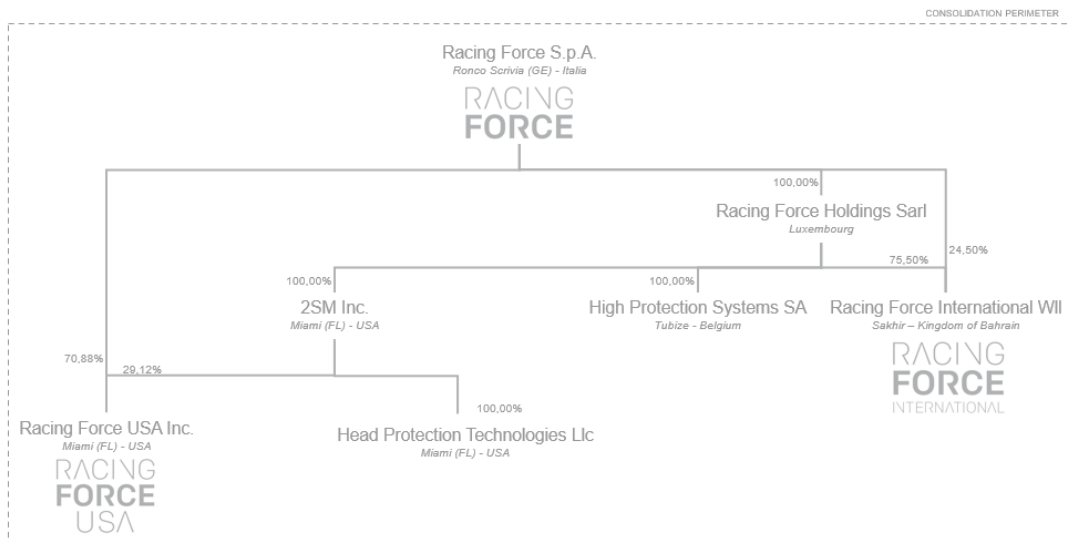 CONSOLIDATION PERIMETER
Racing Force S.p.A.
Ronco Scrivia (GE) - Italia
RACING
FORCE
100,00%
Racing Force Holdings Sarl
Luxembourg
24,50%
75,50%
100,00%
100,00%
2SM Inc.
Miami (FL) - USA
High Protection Systems SA
Tubize - Belgium
Racing Force International Wll
Sakhir – Kingdom of Bahrain
RACING
FORCE
INTERNATIONAL
70,88%
29,12%
100,00%
Racing Force USA Inc.
Miami (FL) - USA
RACING
FORCE
USA
Head Protection Technologies Llc
Miami (FL) - USA